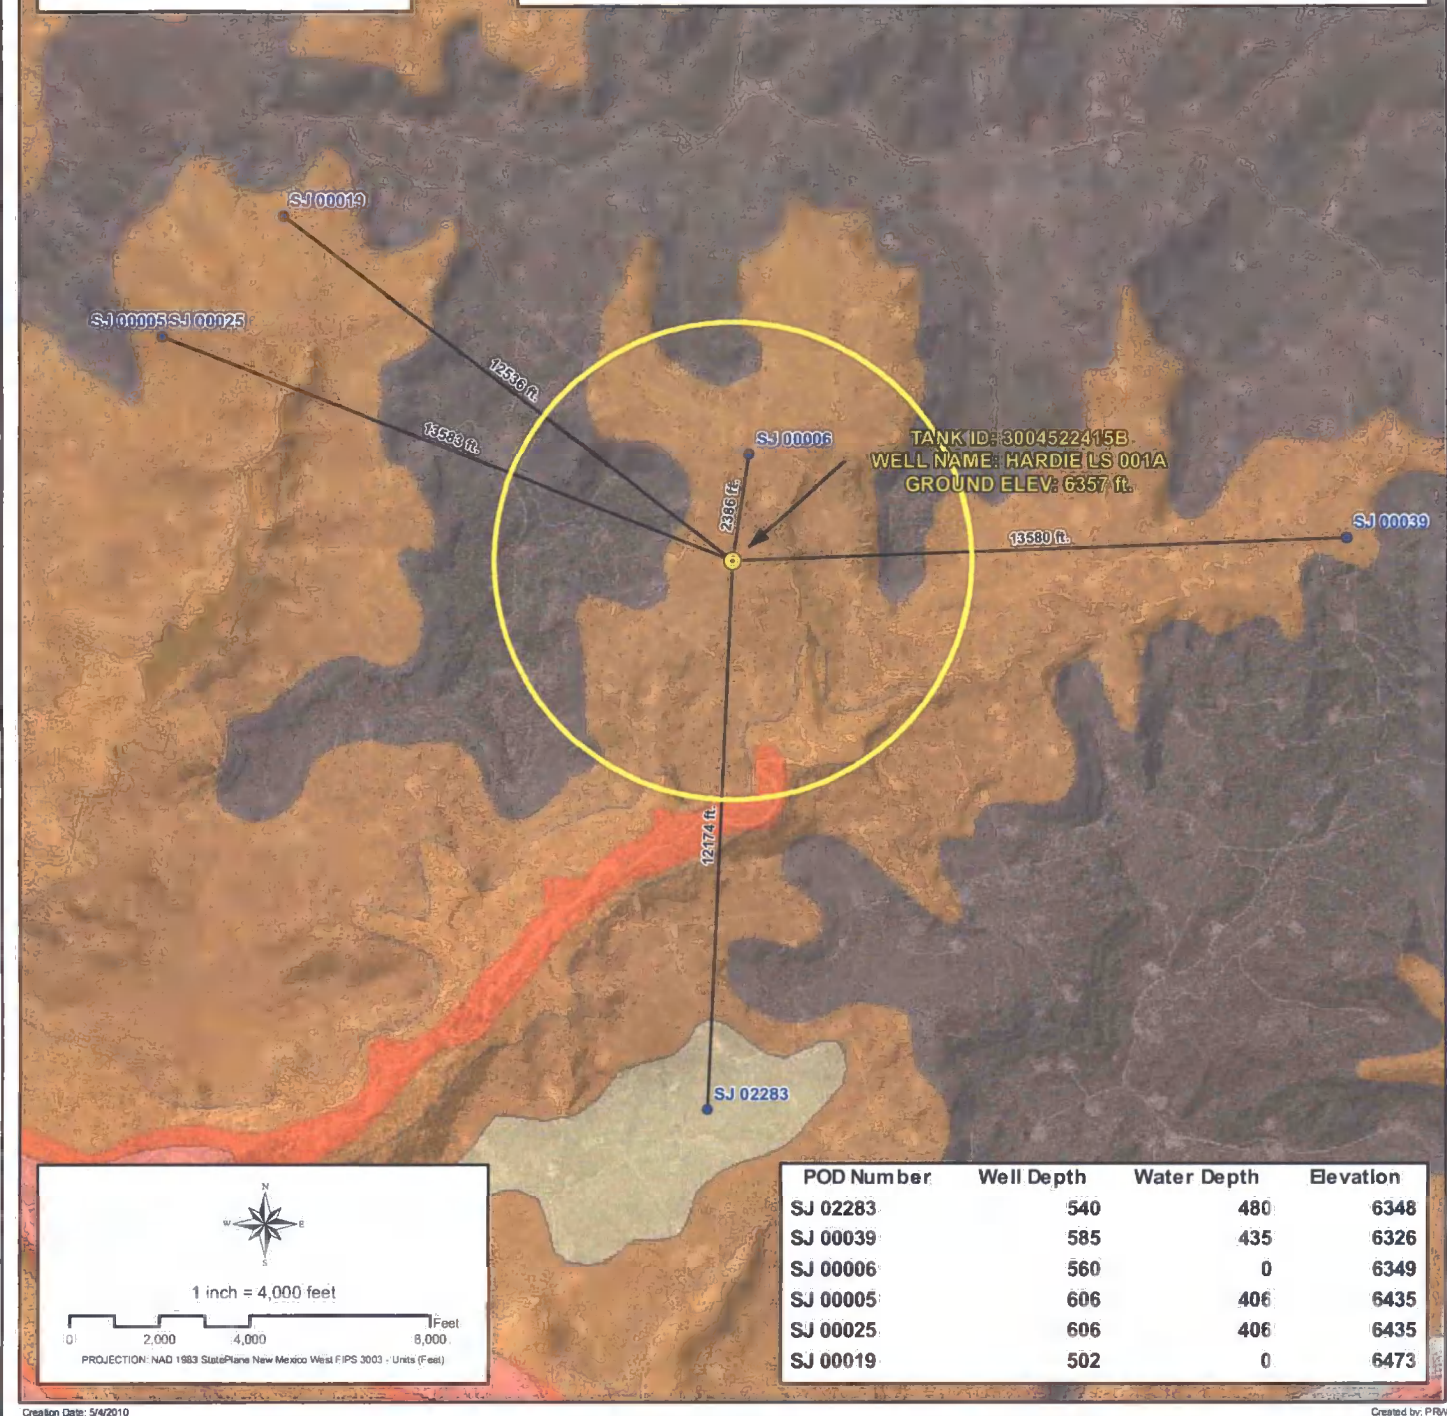 SJ 00019
SJ 00005 SJ 00025
12536 ft.
13583 ft.
SJ 00006
TANK ID: 3004522415B
WELL NAME: HARDIE LS 001A
GROUND ELEV: 6357 ft.
2386 ft.
SJ 00039
13580 ft.
12174 ft.
SJ 02283
N
W E
S
1 inch = 4,000 feet
Feet
0 2,000 4,000 8,000
PROJECTION: NAD 1983 StatePlane New Mexico West FIPS 3003 - Units (Feet)
POD Number Well Depth Water Depth Elevation
SJ 02283 540 480 6348
SJ 00039 585 435 6326
SJ 00006 560 0 6349
SJ 00005 606 406 6435
SJ 00025 606 406 6435
SJ 00019 502 0 6473
Creation Date: 5/4/2010
Created by: PRW